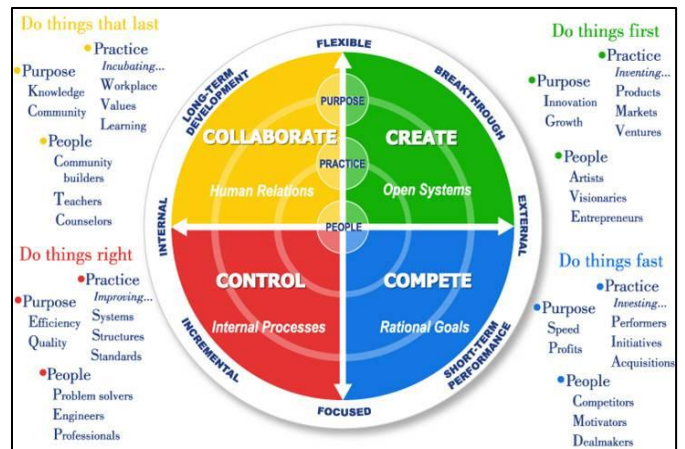 Do things that last
Practice
Incubating...
Workplace
Values
Learning
Purpose
Knowledge
Community
People
Community
builders
Teachers
Counselors
Do things first
Practice
Inventing...
Products
Markets
Ventures
Purpose
Innovation
Growth
People
Artists
Visionaries
Entrepreneurs
FLEXIBLE
LONG-TERM
DEVELOPMENT
BREAKTHROUGH
PURPOSE
COLLABORATE
CREATE
PRACTICE
Human Relations
Open Systems
INTERNAL
PEOPLE
EXTERNAL
CONTROL
COMPETE
Internal Processes
Rational Goals
INCREMENTAL
SHORT-TERM
PERFORMANCE
FOCUSED
Do things right
Practice
Improving...
Systems
Structures
Standards
Purpose
Efficiency
Quality
People
Problem solvers
Engineers
Professionals
Do things fast
Practice
Investing...
Performers
Initiatives
Acquisitions
Purpose
Speed
Profits
People
Competitors
Motivators
Dealmakers